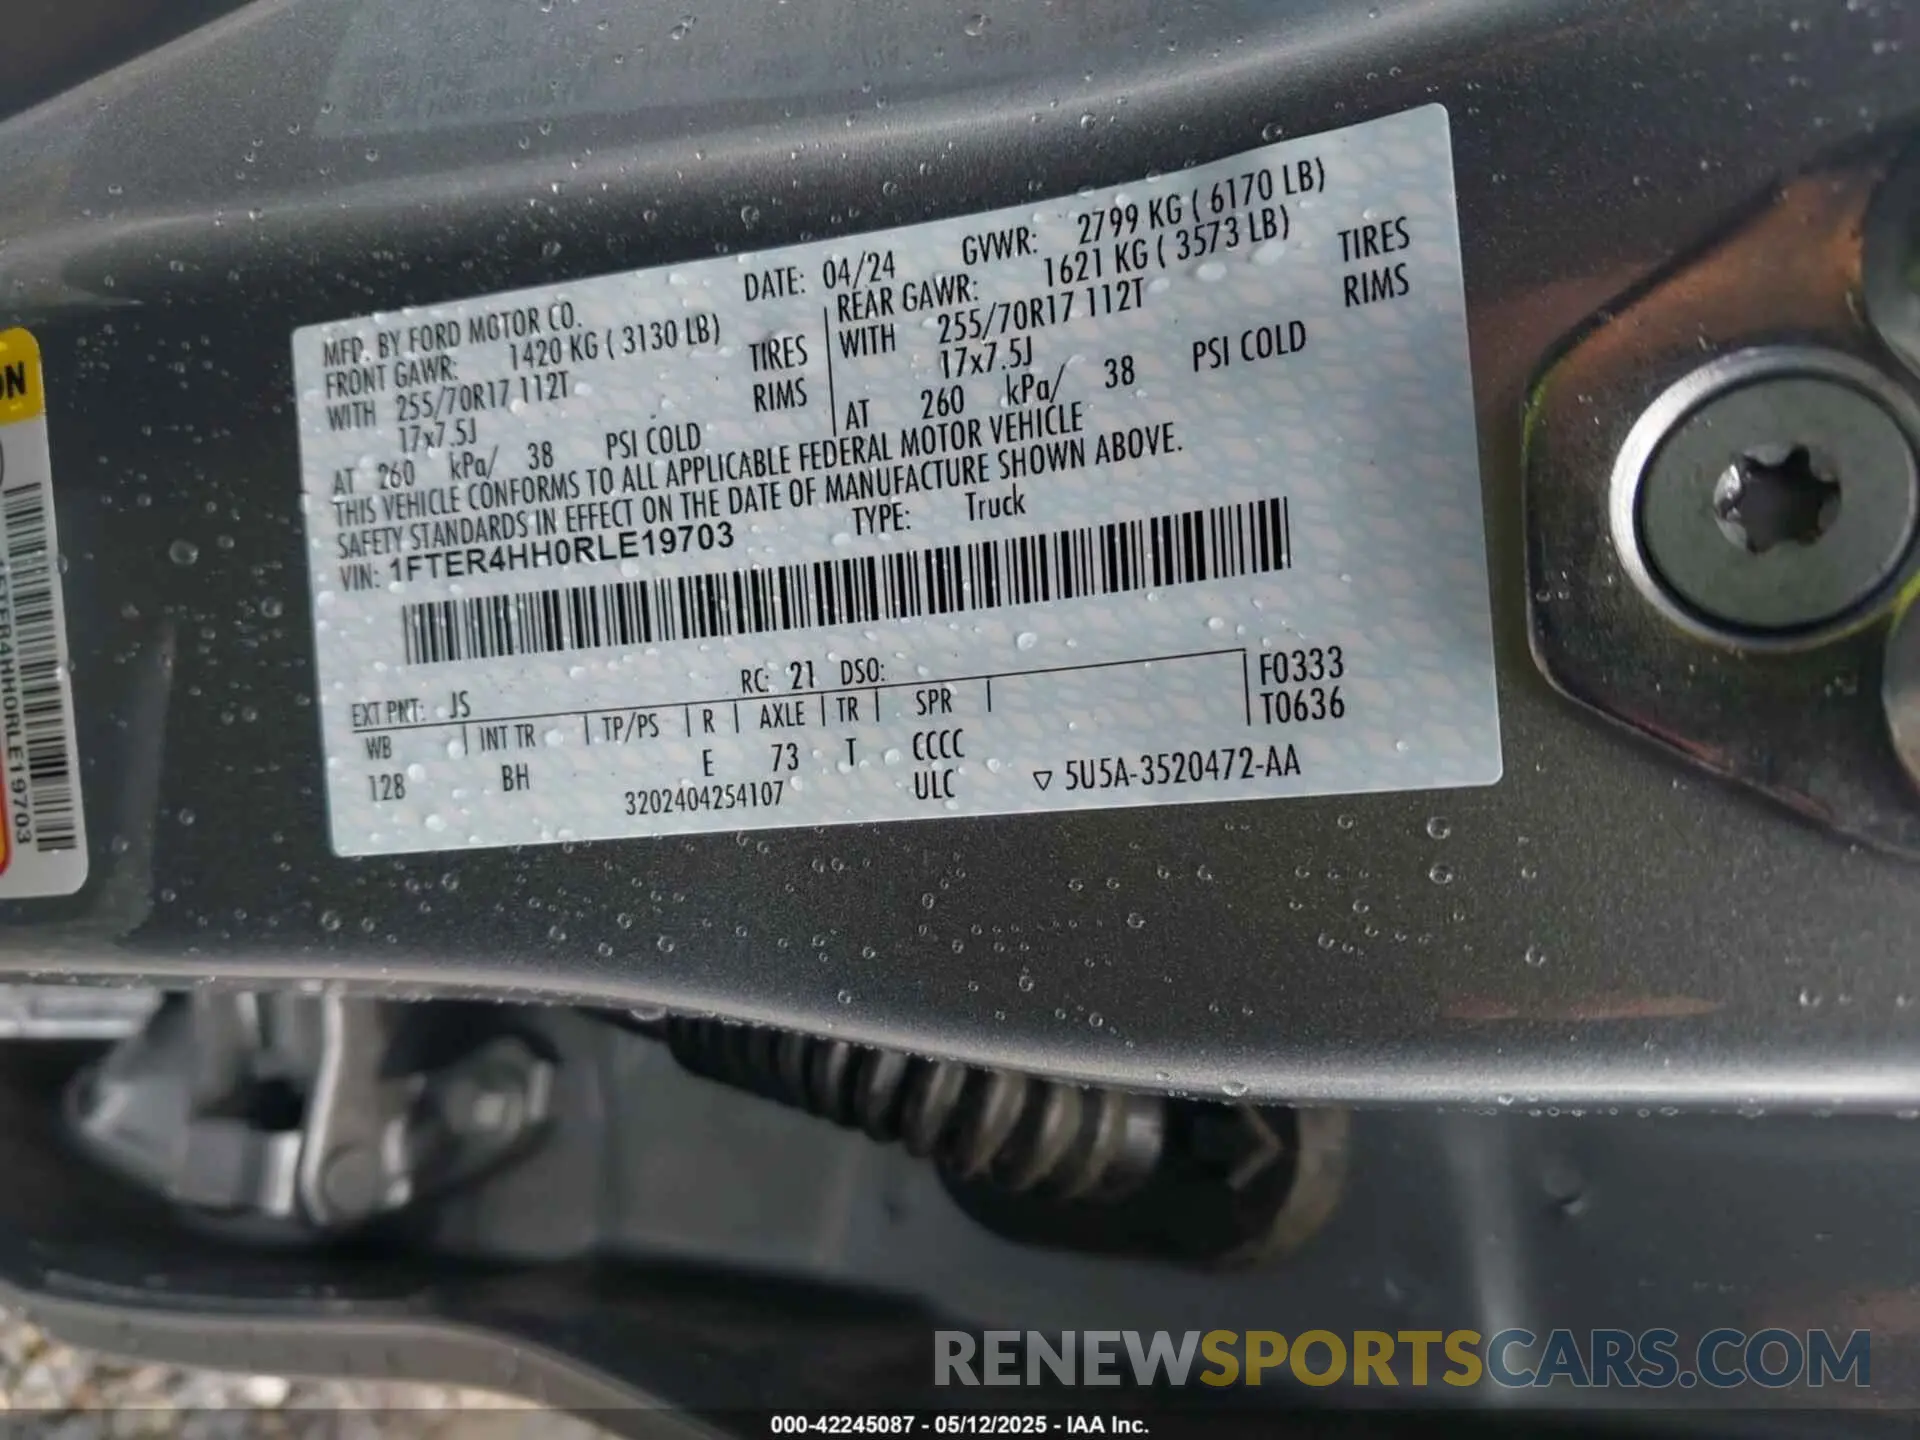 MFD. BY FORD MOTOR CO. DATE: 04/24 GVWR: 2799 KG ( 6170 LB)
FRONT GAWR: 1420 KG ( 3130 LB) REAR GAWR: 1621 KG ( 3573 LB)
WITH 255/70R17 112T TIRES WITH 255/70R17 112T TIRES
17x7.5J RIMS 17x7.5J RIMS
AT 260 kPa/ 38 PSI COLD AT 260 kPa/ 38 PSI COLD
THIS VEHICLE CONFORMS TO ALL APPLICABLE FEDERAL MOTOR VEHICLE
SAFETY STANDARDS IN EFFECT ON THE DATE OF MANUFACTURE SHOWN ABOVE.
VIN: 1FTER4HH0RLE19703 TYPE: Truck
EXT PNT: JS RC: 21 DSO: F0333
WB INT TR TP/PS R AXLE TR SPR T0636
128 BH E 73 T CCCC
3202404254107 ULC ▽ 5U5A-3520472-AA
ON
1FTER4HH0RLE19703
RENEWSPORTSCARS.COM
000-42245087 - 05/12/2025 - IAA Inc.